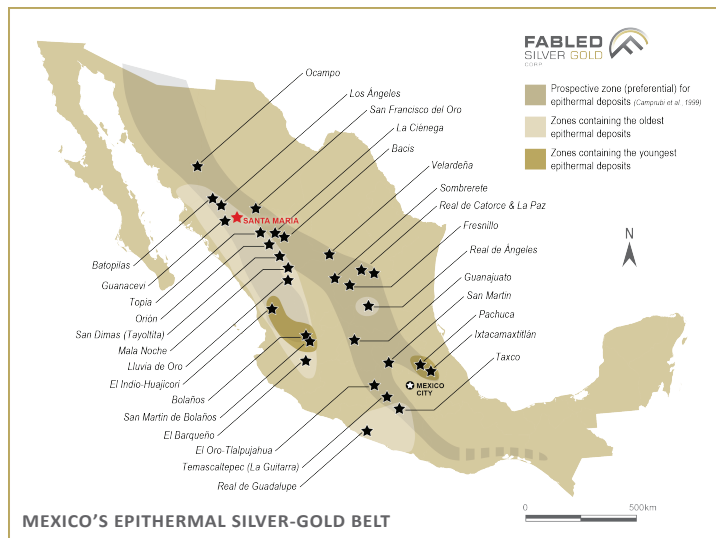 FABLED
SILVER GOLD
CORP
Prospective zone (preferential) for
epithermal deposits (Camprubí et al., 1999)
Zones containing the oldest
epithermal deposits
Zones containing the youngest
epithermal deposits
Ocampo
Los Ángeles
San Francisco del Oro
La Ciénega
Bacis
Velardeña
Sombrerete
Real de Catorce & La Paz
Fresnillo
Real de Ángeles
Guanajuato
San Martín
Pachuca
Ixtacamaxtitlán
Taxco
N
SANTA MARIA
Batopilas
Guanacevi
Topia
Orión
San Dimas (Tayoltita)
Mala Noche
Lluvia de Oro
El Indio-Huajicori
Bolaños
San Martin de Bolaños
El Barqueño
El Oro-Tlalpujahua
Temascaltepec (La Guitarra)
Real de Guadalupe
MEXICO
CITY
MEXICO'S EPITHERMAL SILVER-GOLD BELT
0 500km